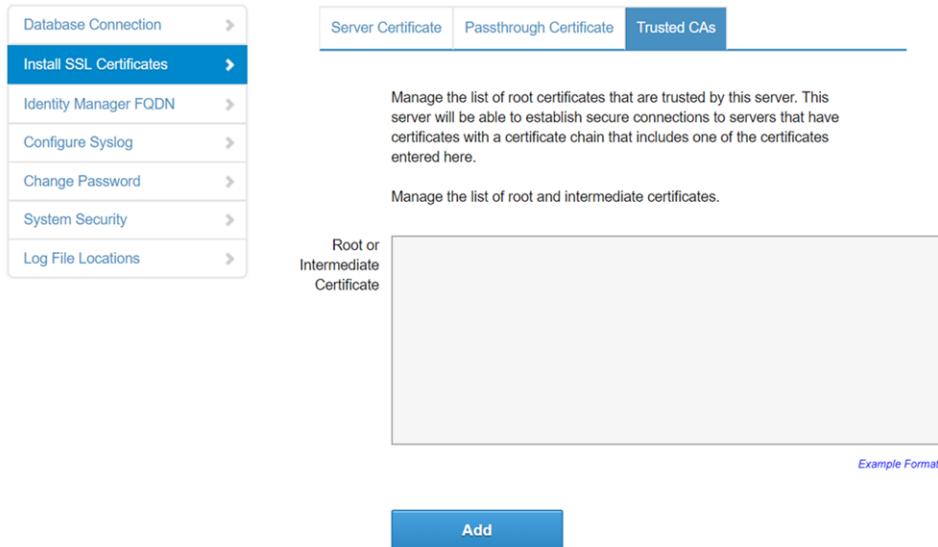 Database Connection
Install SSL Certificates
Identity Manager FQDN
Configure Syslog
Change Password
System Security
Log File Locations
Server Certificate
Passthrough Certificate
Trusted CAs
Manage the list of root certificates that are trusted by this server. This
server will be able to establish secure connections to servers that have
certificates with a certificate chain that includes one of the certificates
entered here.
Manage the list of root and intermediate certificates.
Root or
Intermediate
Certificate
Example Format
Add